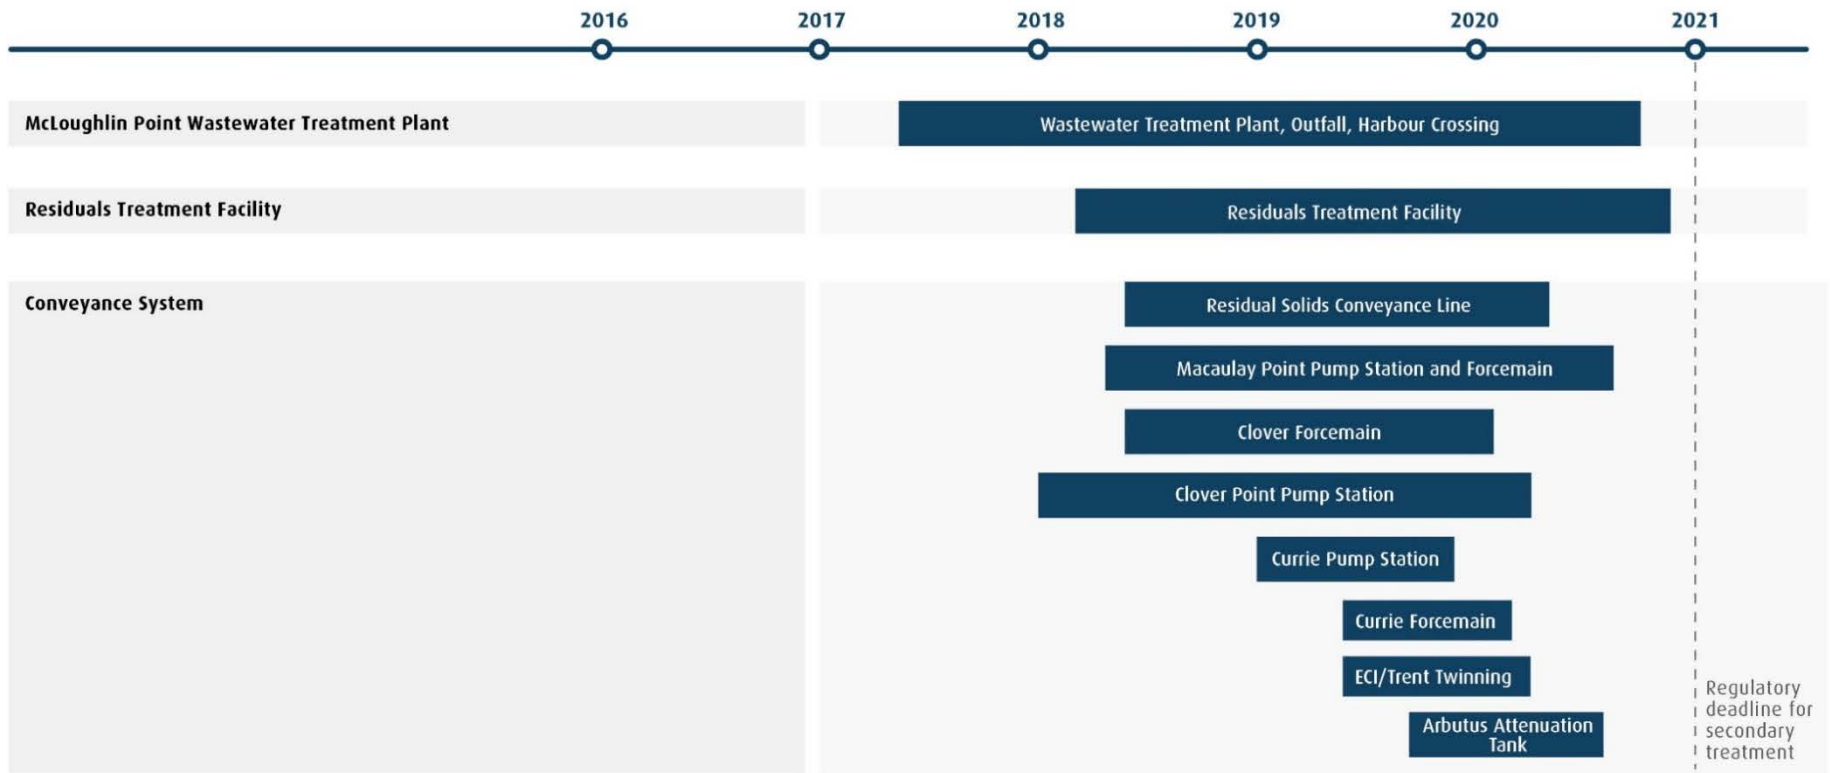 2016 2017 2018 2019 2020 2021
McLoughlin Point Wastewater Treatment Plant
Wastewater Treatment Plant, Outfall, Harbour Crossing
Residuals Treatment Facility
Residuals Treatment Facility
Conveyance System
Residual Solids Conveyance Line
Macaulay Point Pump Station and Forcemain
Clover Forcemain
Clover Point Pump Station
Currie Pump Station
Currie Forcemain
ECI/Trent Twinning
Arbutus Attenuation
Tank
Regulatory
deadline for
secondary
treatment